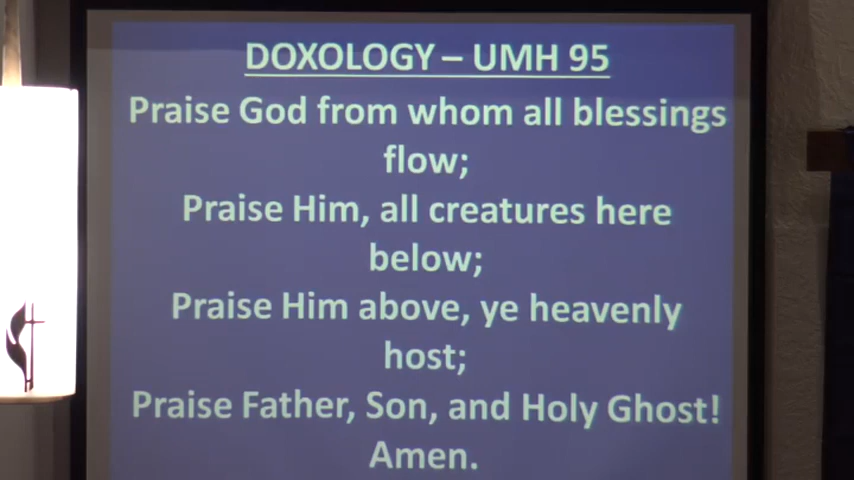 DOXOLOGY – UMH 95
Praise God from whom all blessings
flow;
Praise Him, all creatures here
below;
Praise Him above, ye heavenly
host;
Praise Father, Son, and Holy Ghost!
Amen.